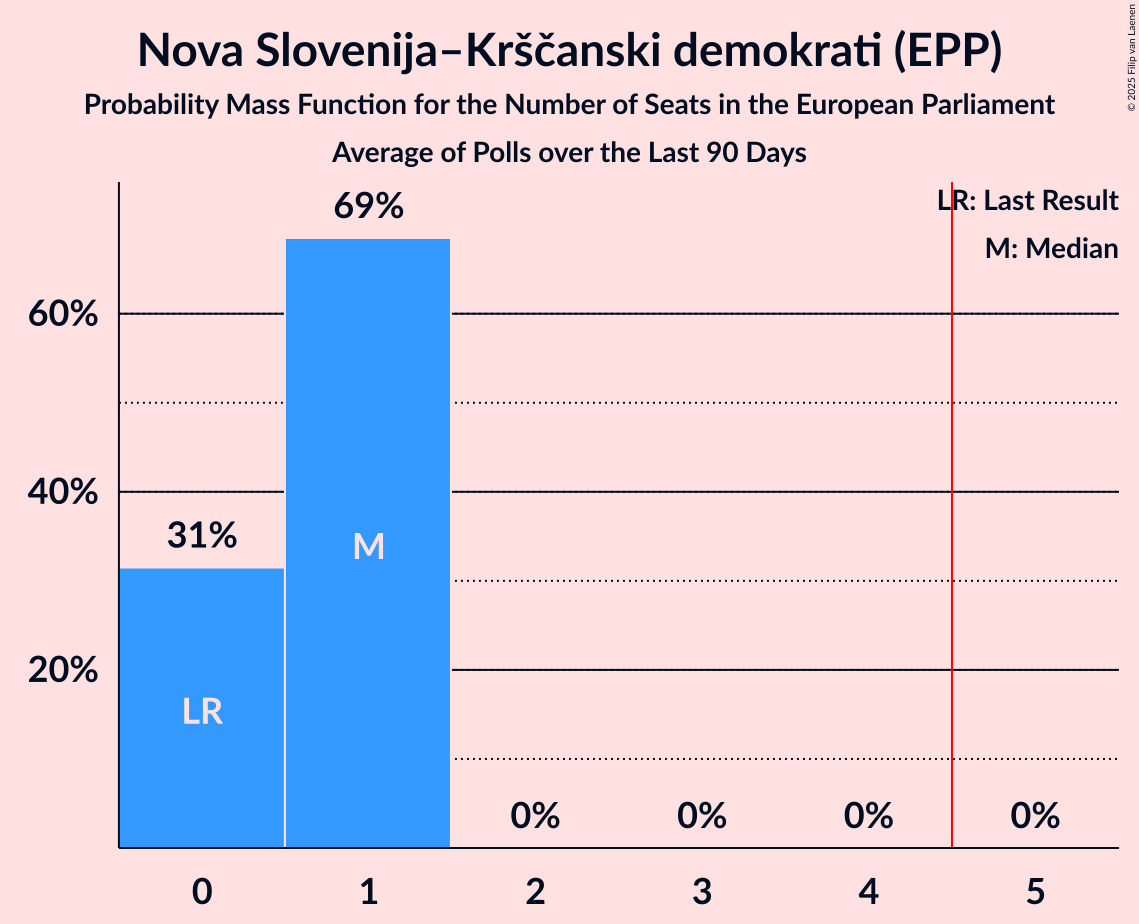 Nova Slovenija–Krščanski demokrati (EPP)
Probability Mass Function for the Number of Seats in the European Parliament
Average of Polls over the Last 90 Days
© 2025 Filip van Laenen
LR: Last Result
M: Median
69%
60%
40%
31%
M
20%
LR
0% 0% 0% 0%
0 1 2 3 4 5